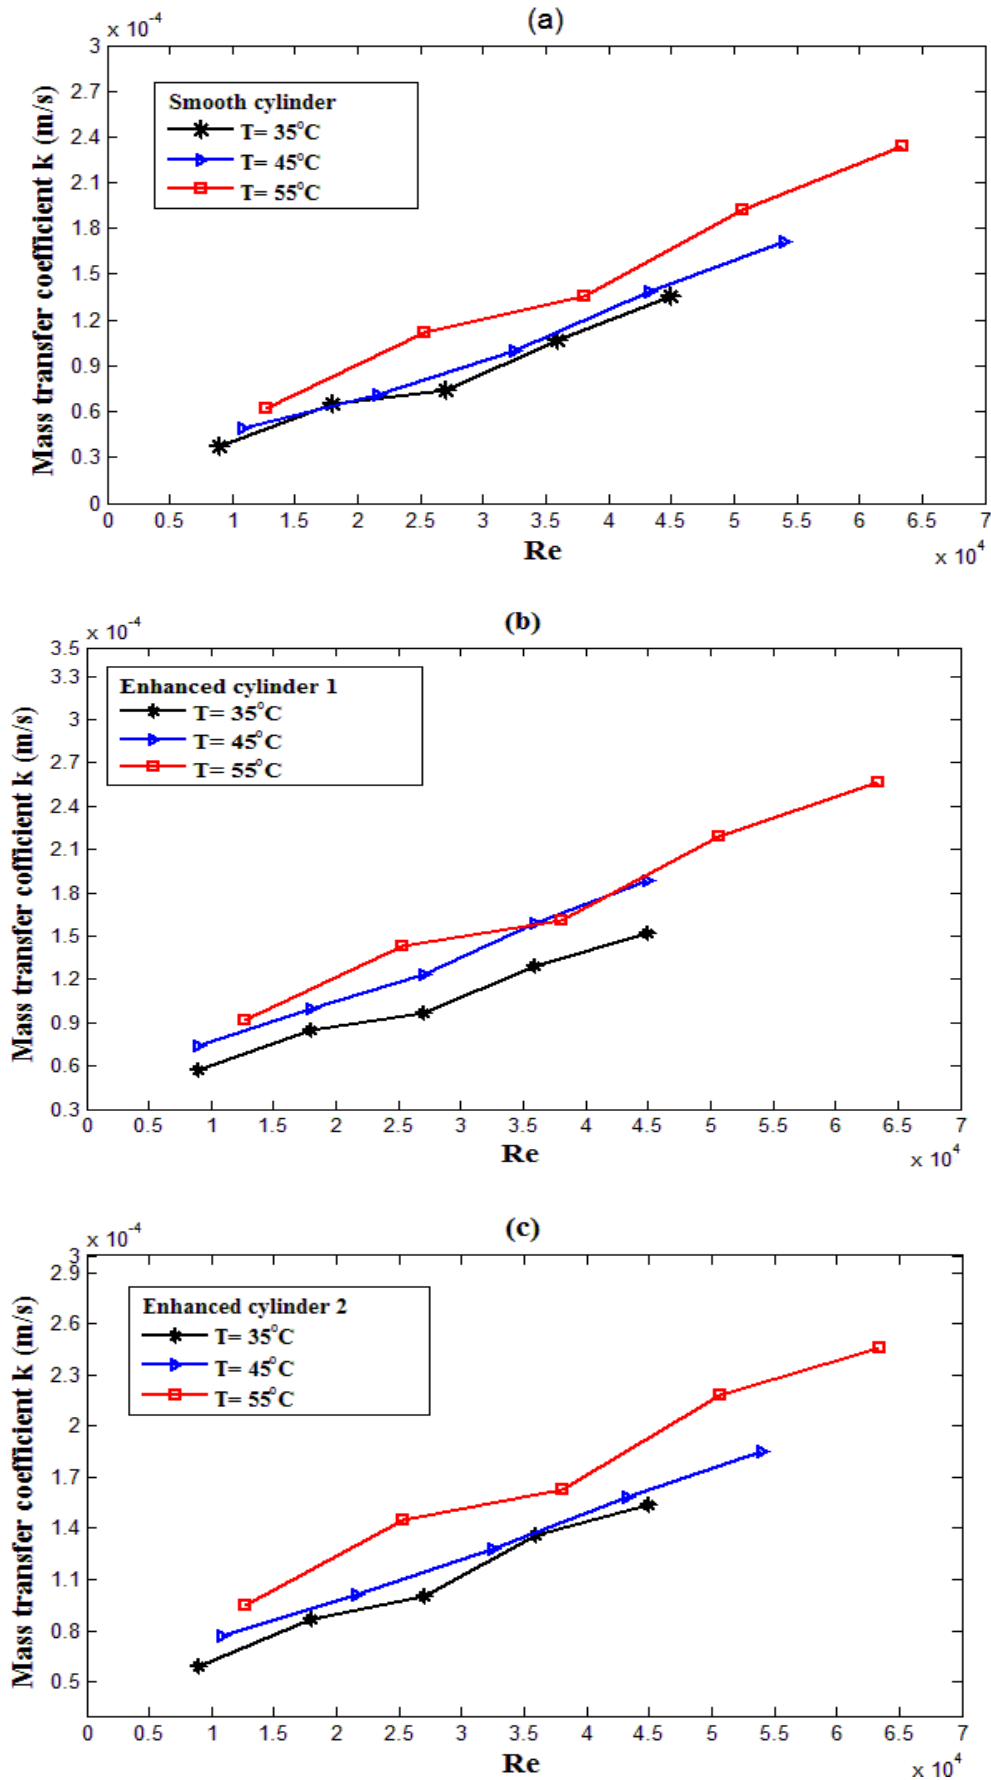 (a)
x 10-4
3
2.7
2.4
2.1
1.8
1.5
1.2
0.9
0.6
0.3
0
Mass transfer coefficient k (m/s)
Smooth cylinder
T= 35°C
T= 45°C
T= 55°C
0 0.5 1 1.5 2 2.5 3 3.5 4 4.5 5 5.5 6 6.5 7
Re
x 10 4
(b)
x 10-4
3.5
3.3
3
2.7
2.4
2.1
1.8
1.5
1.2
0.9
0.6
0.3
Mass transfer cofficient k (m/s)
Enhanced cylinder 1
T= 35°C
T= 45°C
T= 55°C
0 0.5 1 1.5 2 2.5 3 3.5 4 4.5 5 5.5 6 6.5 7
Re
x 10 4
(c)
x 10-4
3
2.9
2.6
2.3
2
1.7
1.4
1.1
0.8
0.5
Mass transfer coefficient k (m/s)
Enhanced cylinder 2
T= 35°C
T= 45°C
T= 55°C
0 0.5 1 1.5 2 2.5 3 3.5 4 4.5 5 5.5 6 6.5 7
Re
x 10 4